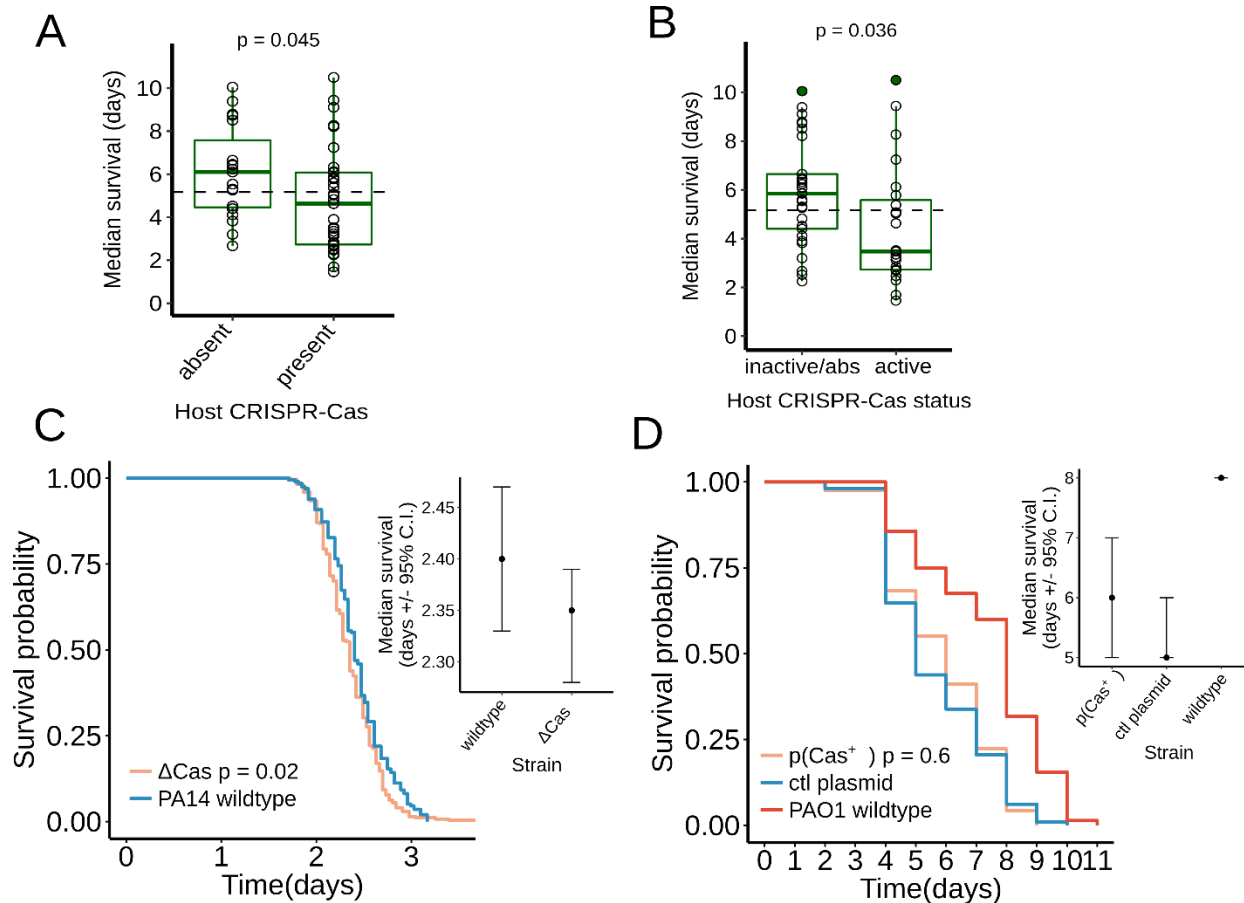 A
p = 0.045
Median survival (days)
10
8
6
4
2
0
absent
present
Host CRISPR-Cas
B
p = 0.036
Median survival (days)
10
8
6
4
2
0
inactive/abs
active
Host CRISPR-Cas status
C
Survival probability
1.00
0.75
0.50
0.25
0.00
0
1
2
3
Time(days)
ΔCas p = 0.02
PA14 wildtype
Median survival
(days +/- 95% C.I.)
2.45
2.40
2.35
2.30
wildtype
ΔCas
Strain
D
Survival probability
1.00
0.75
0.50
0.25
0.00
0
1
2
3
4
5
6
7
8
9
10
11
Time(days)
p(Cas⁺ ) p = 0.6
ctl plasmid
PAO1 wildtype
Median survival
(days +/- 95% C.I.)
8
7
6
5
p(Cas⁺ )
ctl plasmid
wildtype
Strain